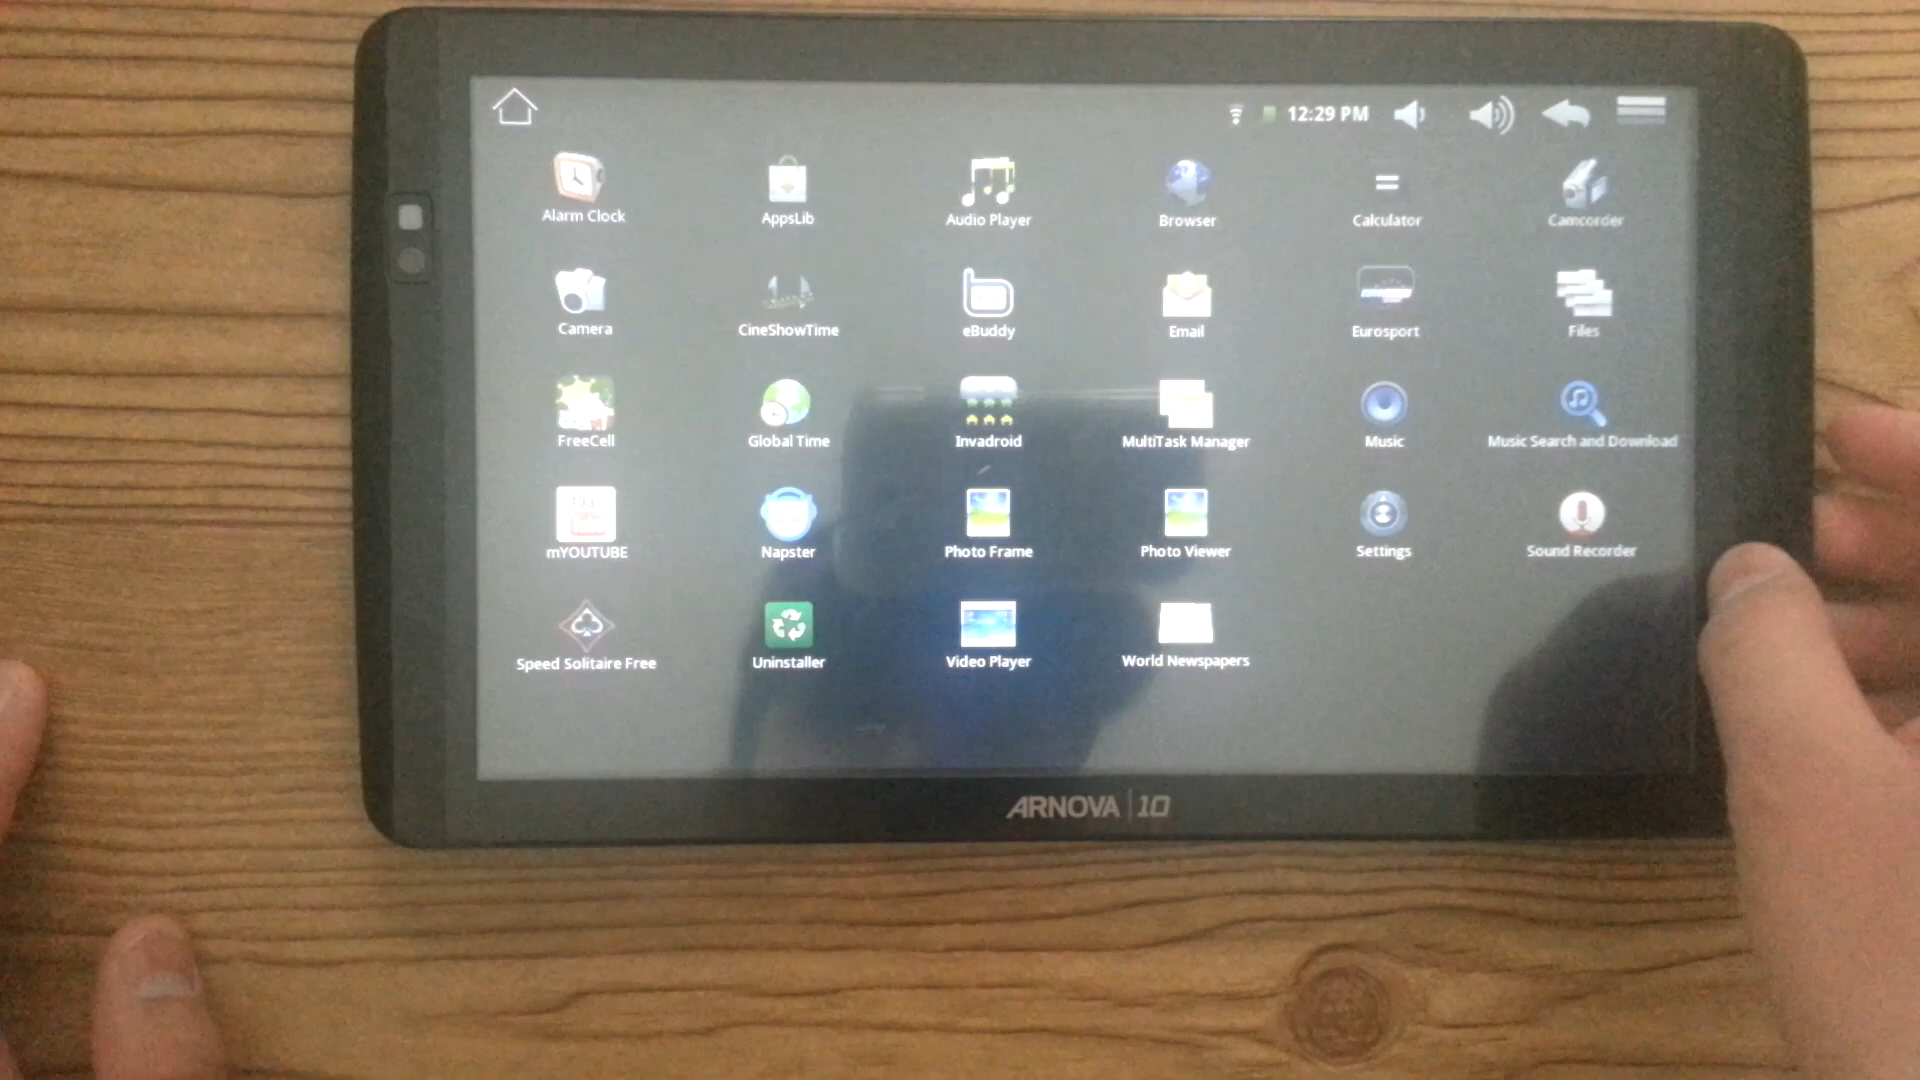 12:29 PM
Alarm Clock AppsLib Audio Player Browser Calculator Camcorder
Camera CineShowTime eBuddy Email Eurosport Files
FreeCell Global Time Invadroid MultiTask Manager Music Music Search and Download
mYOUTUBE Napster Photo Frame Photo Viewer Settings Sound Recorder
Speed Solitaire Free Uninstaller Video Player World Newspapers
ARNOVA 10